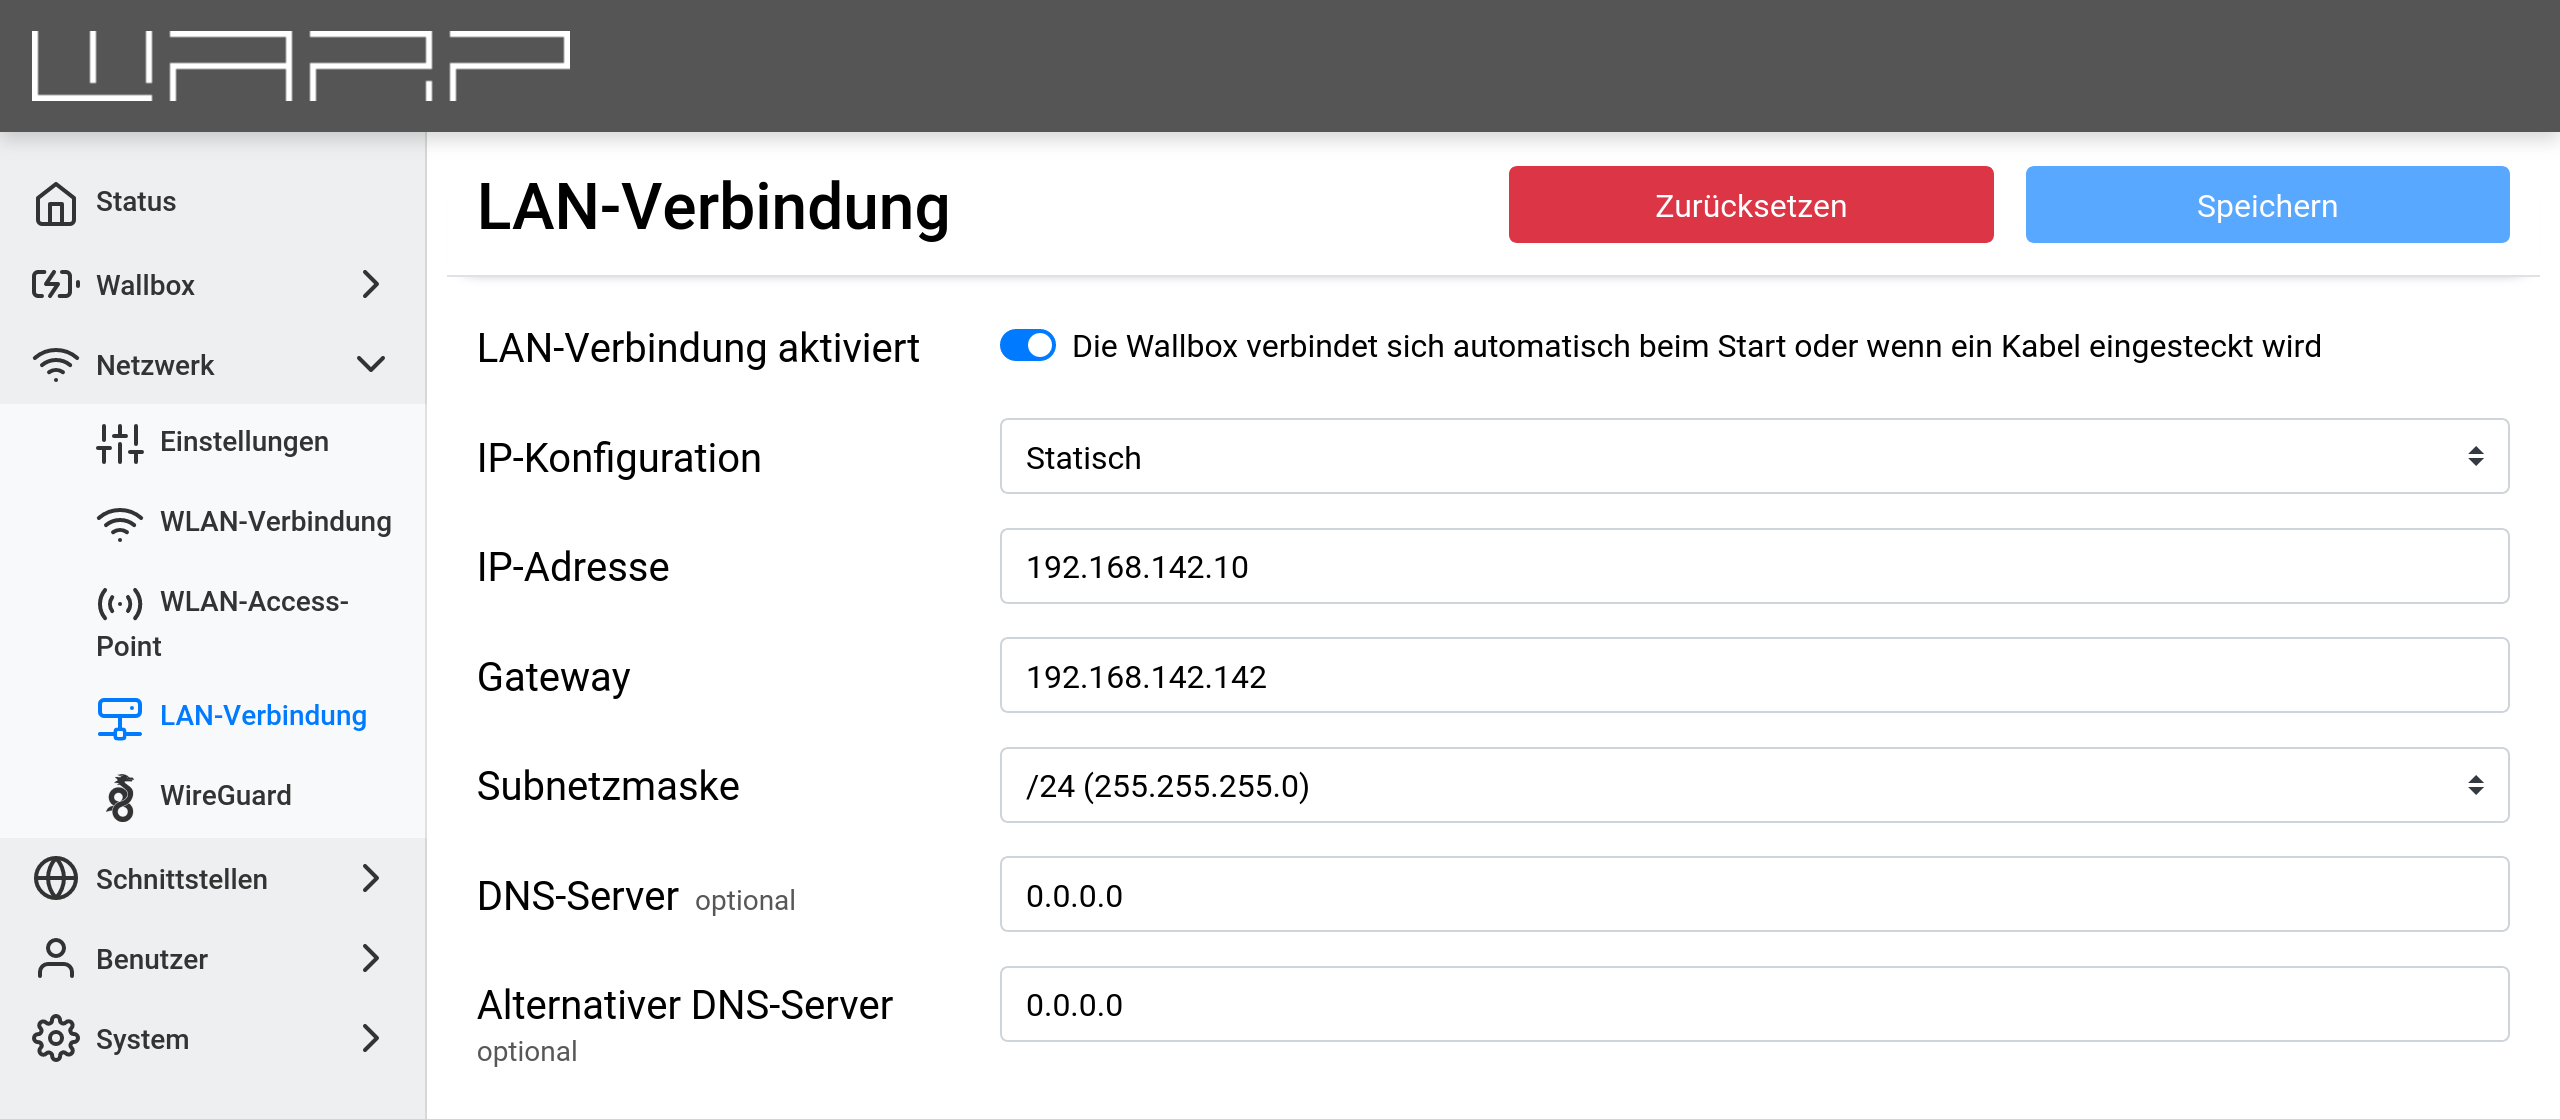 WARP
Status
Wallbox
Netzwerk
Einstellungen
WLAN-Verbindung
WLAN-Access-
Point
LAN-Verbindung
WireGuard
Schnittstellen
Benutzer
System
LAN-Verbindung
Zurücksetzen
Speichern
LAN-Verbindung aktiviert
Die Wallbox verbindet sich automatisch beim Start oder wenn ein Kabel eingesteckt wird
IP-Konfiguration
Statisch
IP-Adresse
192.168.142.10
Gateway
192.168.142.142
Subnetzmaske
/24 (255.255.255.0)
DNS-Server optional
0.0.0.0
Alternativer DNS-Server
optional
0.0.0.0